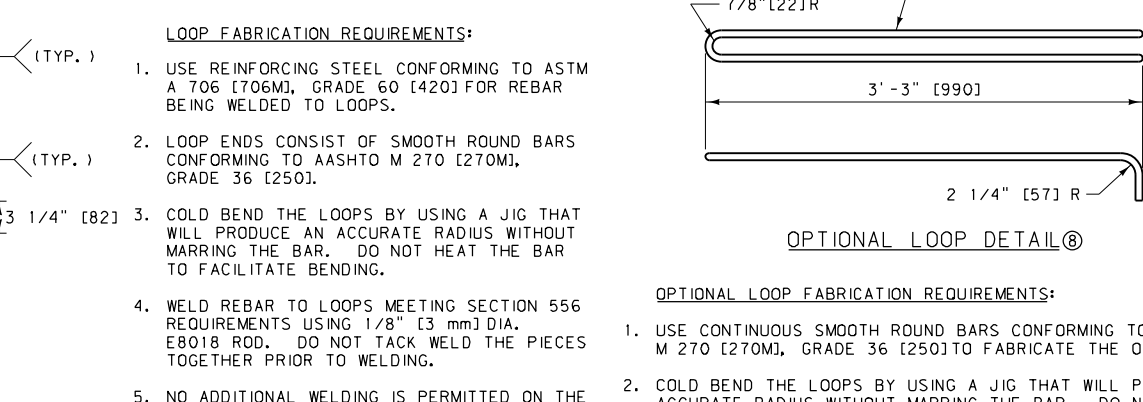 LOOP FABRICATION REQUIREMENTS:
(TYP.)
1. USE REINFORCING STEEL CONFORMING TO ASTM
A 706 [706M], GRADE 60 [420] FOR REBAR
BEING WELDED TO LOOPS.
(TYP.)
2. LOOP ENDS CONSIST OF SMOOTH ROUND BARS
CONFORMING TO AASHTO M 270 [270M],
GRADE 36 [250].
3 1/4" [82]
3. COLD BEND THE LOOPS BY USING A JIG THAT
WILL PRODUCE AN ACCURATE RADIUS WITHOUT
MARRING THE BAR. DO NOT HEAT THE BAR
TO FACILITATE BENDING.
4. WELD REBAR TO LOOPS MEETING SECTION 556
REQUIREMENTS USING 1/8" [3 mm] DIA.
E8018 ROD. DO NOT TACK WELD THE PIECES
TOGETHER PRIOR TO WELDING.
5. NO ADDITIONAL WELDING IS PERMITTED ON THE
7/8"[22]R
3'-3" [990]
2 1/4" [57] R
OPTIONAL LOOP DETAIL⑧
OPTIONAL LOOP FABRICATION REQUIREMENTS:
1. USE CONTINUOUS SMOOTH ROUND BARS CONFORMING
M 270 [270M], GRADE 36 [250] TO FABRICATE THE
2. COLD BEND THE LOOPS BY USING A JIG THAT WILL
ACCURATE RADIUS WITHOUT MARRING THE BAR.